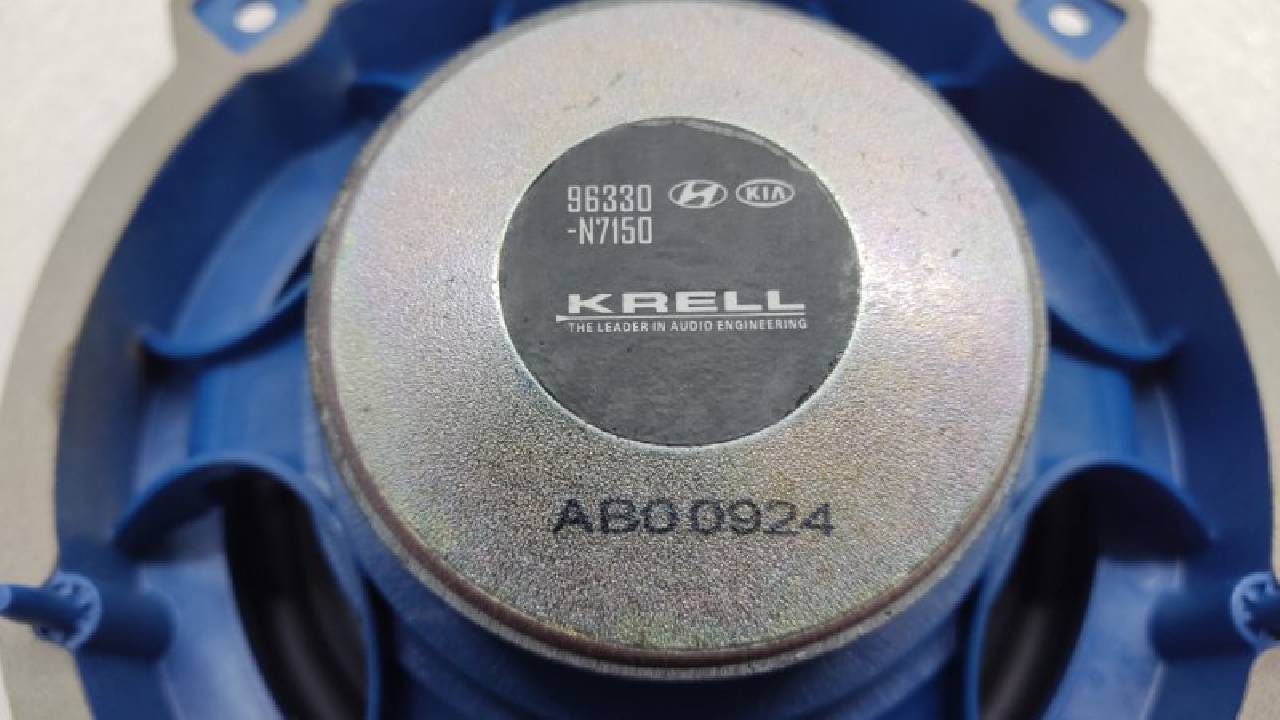 96330
-N7150
H KIA
KRELL
THE LEADER IN AUDIO ENGINEERING
AB0 0924